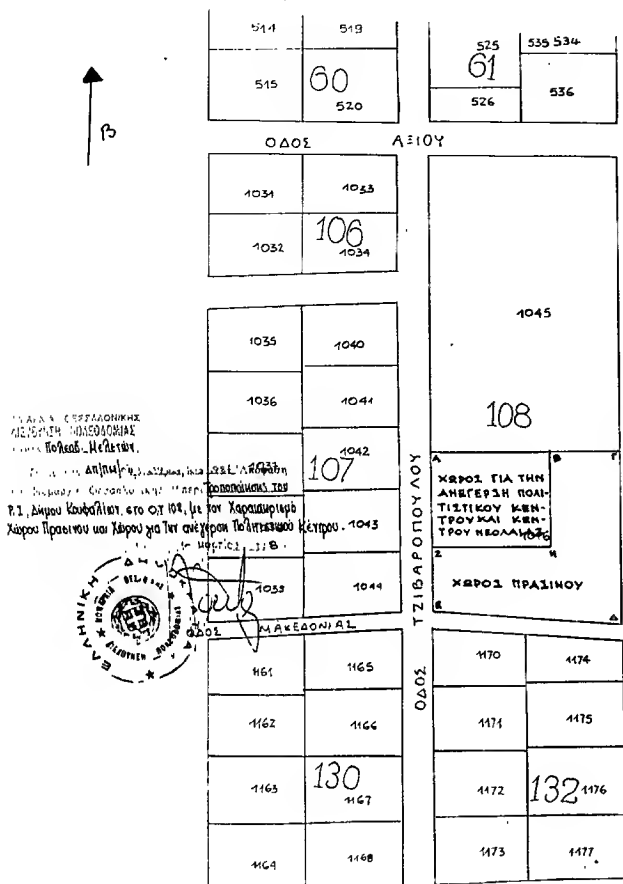 514 519
525 535 534
515 60 61
520 526 536
Β
ΟΔΟΣ ΑΞΙΟΥ
1031 1033
106
1032 1034
1045
1035 1040
1036 1041
108
ΘΕΣΣΑΛΟΝΙΚΗΣ
ΠΟΛΕΟΔΟΜΙΑΣ
Πολεοδ. Μελετών.
1042
107
Τροποποίησης του
Ρ.Σ. Δήμου Κουφαλίων, στο Ο.Τ 108, με τον Χαρακτηρισμό
Χώρου Πρασίνου και Χώρου για την ανέγερση Πολιτιστικού Κέντρου.
1043
1039 1044
Α Β Γ
ΧΩΡΟΣ ΓΙΑ ΤΗΝ
ΑΝΕΓΕΡΣΗ ΠΟΛΙ-
ΤΙΣΤΙΚΟΥ ΚΕΝ-
ΤΡΟΥ ΚΑΙ ΚΕΝ-
ΤΡΟΥ ΝΕΟΛΑΙΑΣ
1046
Ζ Η
ΧΩΡΟΣ ΠΡΑΣΙΝΟΥ
Ε Δ
ΕΛΛΗΝΙΚΗ
ΟΔΟΣ ΜΑΚΕΔΟΝΙΑΣ
ΟΔΟΣ ΤΖΙΒΑΡΟΠΟΥΛΟΥ
1161 1165 1170 1174
1162 1166 1171 1175
130 132
1163 1167 1172 1176
1164 1168 1173 1177